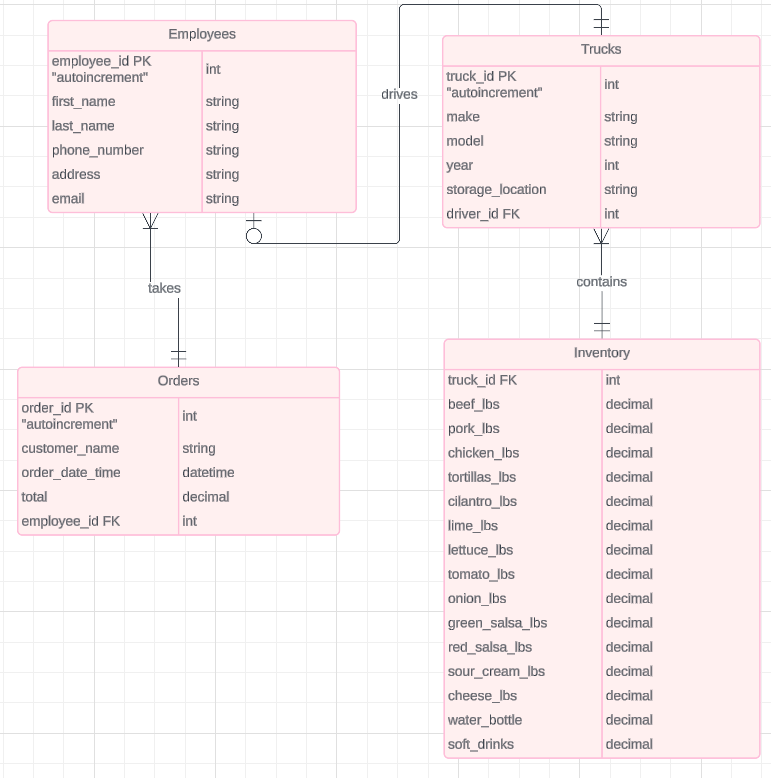 Employees
employee_id PK
"autoincrement"
int
first_name string
last_name string
phone_number string
address string
email string
drives
Trucks
truck_id PK
"autoincrement"
int
make string
model string
year int
storage_location string
driver_id FK int
takes
contains
Orders
order_id PK
"autoincrement"
int
customer_name string
order_date_time datetime
total decimal
employee_id FK int
Inventory
truck_id FK int
beef_lbs decimal
pork_lbs decimal
chicken_lbs decimal
tortillas_lbs decimal
cilantro_lbs decimal
lime_lbs decimal
lettuce_lbs decimal
tomato_lbs decimal
onion_lbs decimal
green_salsa_lbs decimal
red_salsa_lbs decimal
sour_cream_lbs decimal
cheese_lbs decimal
water_bottle decimal
soft_drinks decimal